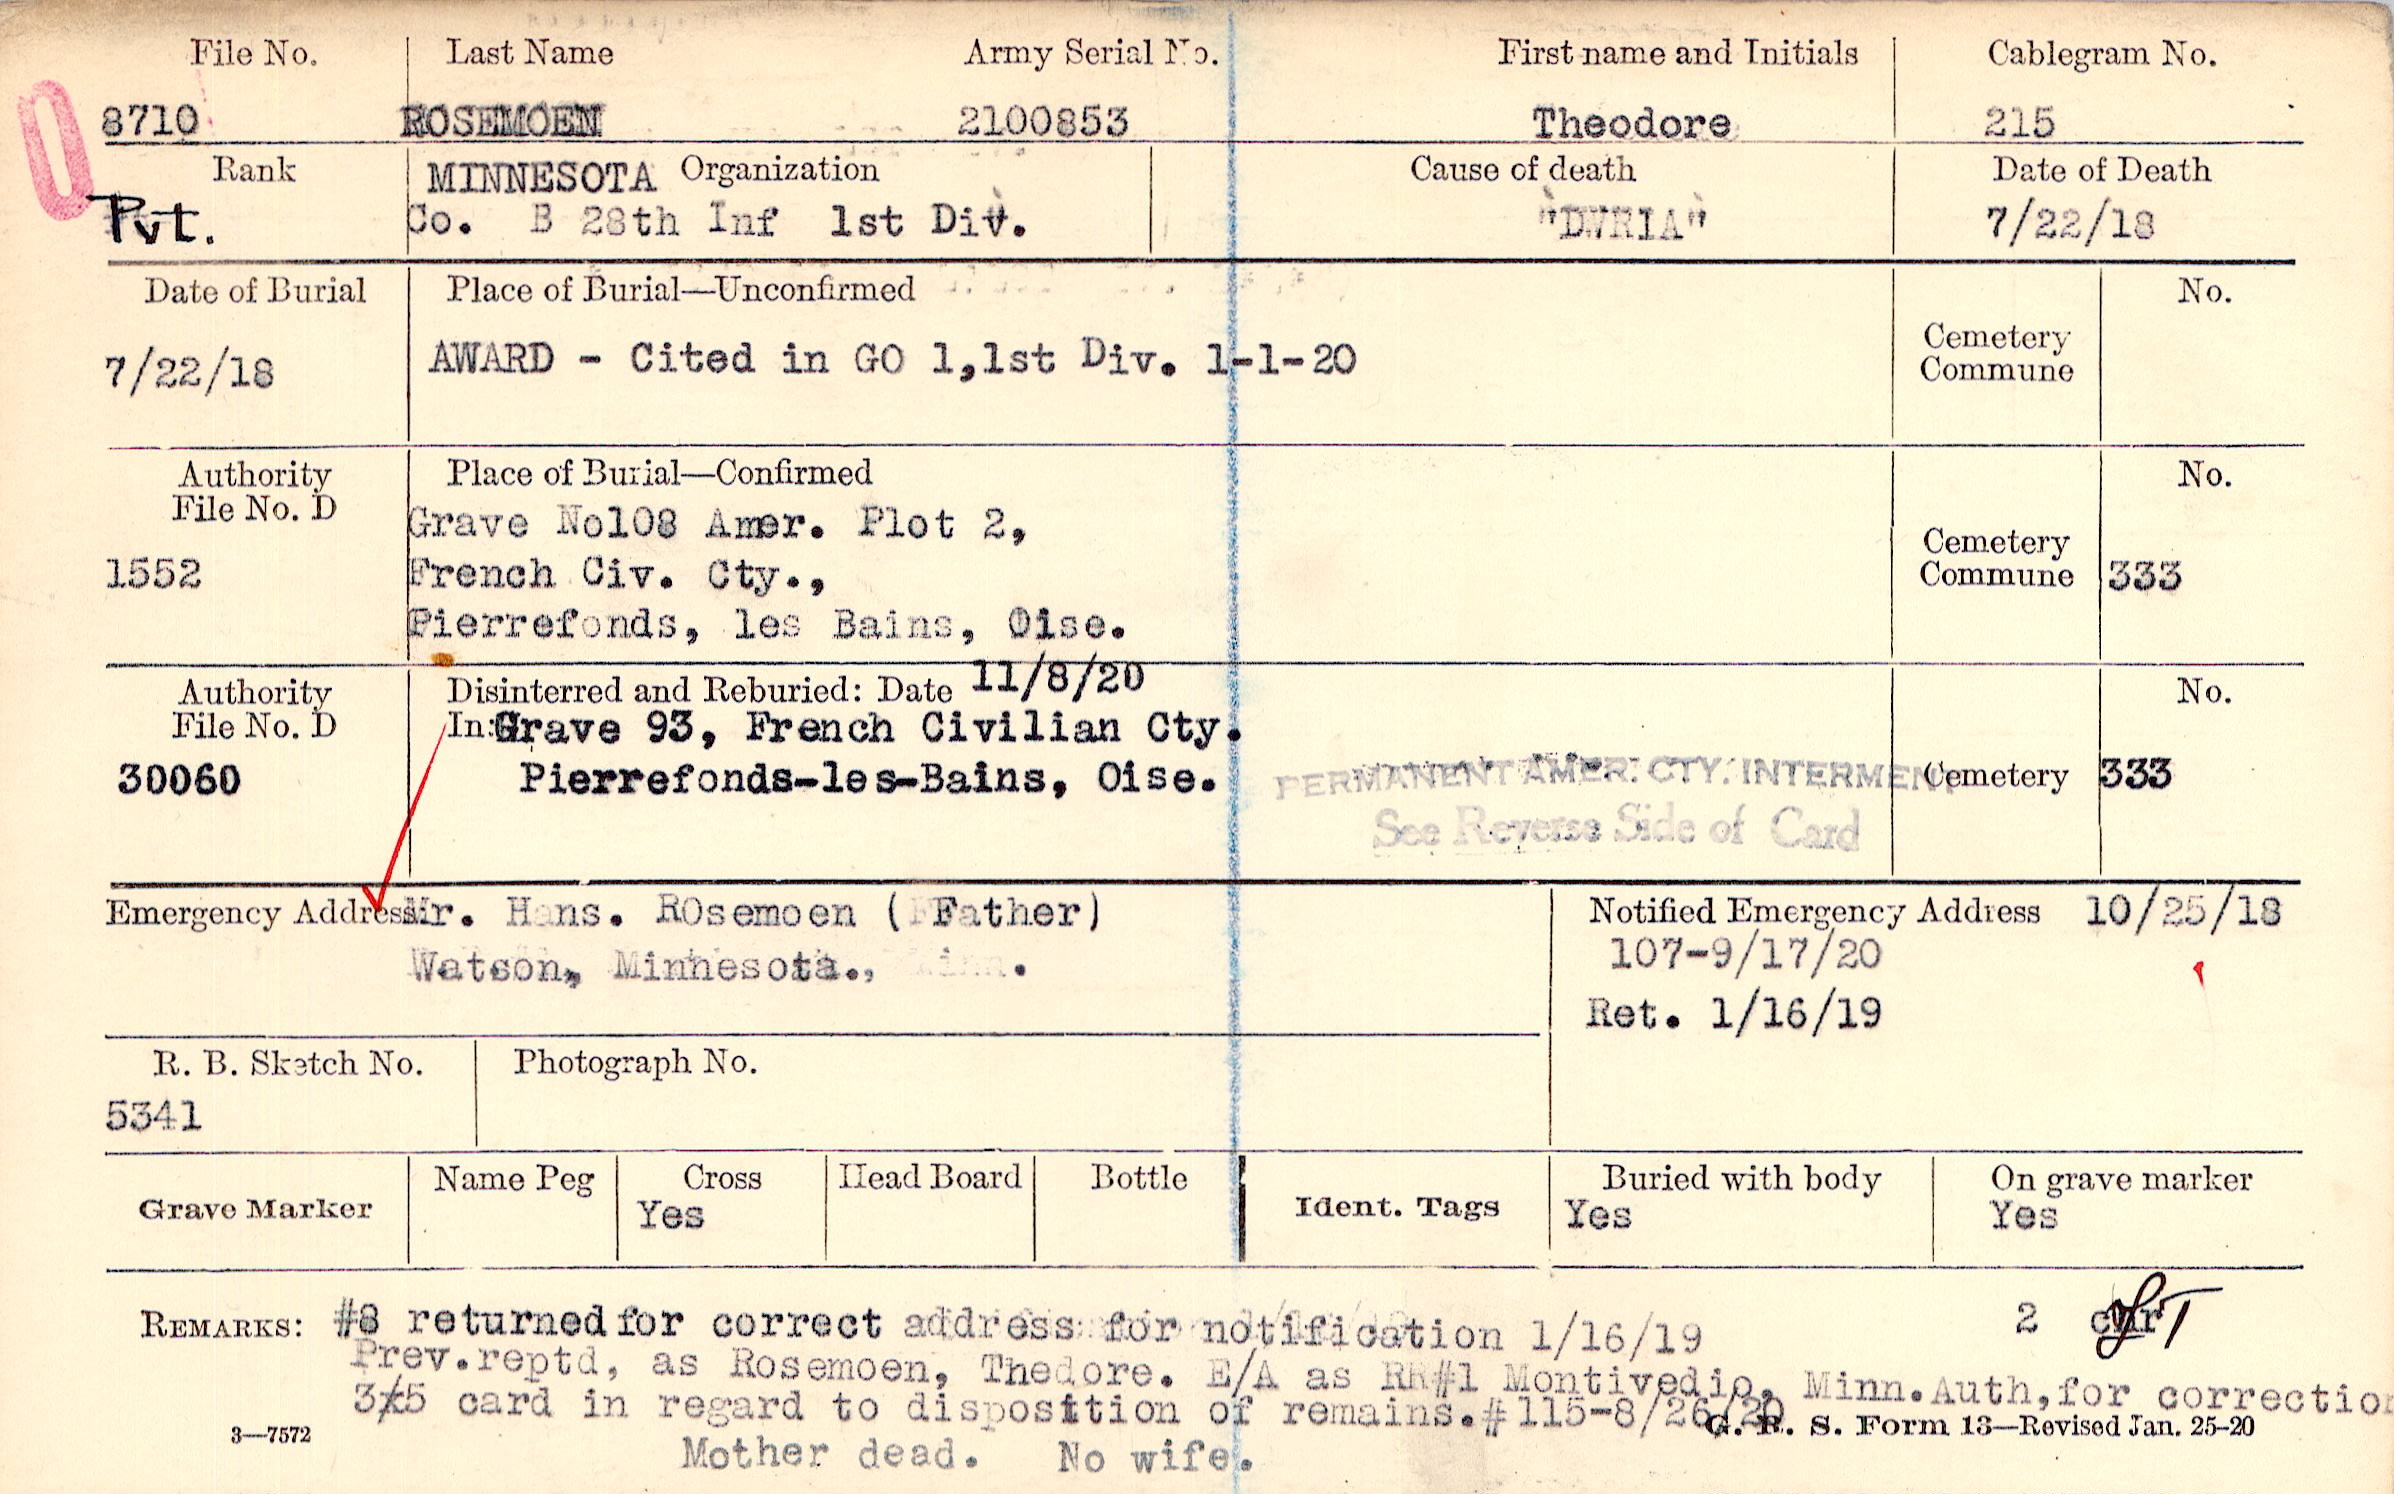 File No. Last Name Army Serial No. First name and Initials Cablegram No.
8710 ROSEMOEN 2100853 Theodore 215
Rank MINNESOTA Organization Cause of death Date of Death
Pvt. Co. B 28th Inf 1st Div. "DWRIA" 7/22/18
Date of Burial Place of Burial—Unconfirmed No.
Cemetery
7/22/18 AWARD - Cited in GO 1,1st Div. 1-1-20 Commune
Authority Place of Burial—Confirmed No.
File No. D
Grave No108 Amer. Plot 2,
Cemetery
1552 French Civ. Cty., Commune 333
Pierrefonds, les Bains, Oise.
Authority Disinterred and Reburied: Date 11/8/20 No.
File No. D In: Grave 93, French Civilian Cty.
30060 Pierrefonds-les-Bains, Oise. PERMANENT AMER. CTY. INTERMENT Cemetery 333
See Reverse Side of Card
Emergency Address Mr. Hans. ROsemoen ( Father) Notified Emergency Address 10/25/18
Watson, Minnesota., 107-9/17/20
Ret. 1/16/19
R. B. Sketch No. Photograph No.
5341
Grave Marker Name Peg Cross Head Board Bottle Ident. Tags Buried with body On grave marker
Yes Yes Yes
REMARKS: #8 returned for correct address for notification 1/16/19 2
Prev.reptd, as Rosemoen, Thedore. E/A as RR#1 Montivedio, Minn.Auth,for correction
3x5 card in regard to disposition of remains.#115-8/26/20
3—7572 G. R. S. Form 13—Revised Jan. 25-20
Mother dead. No wife.